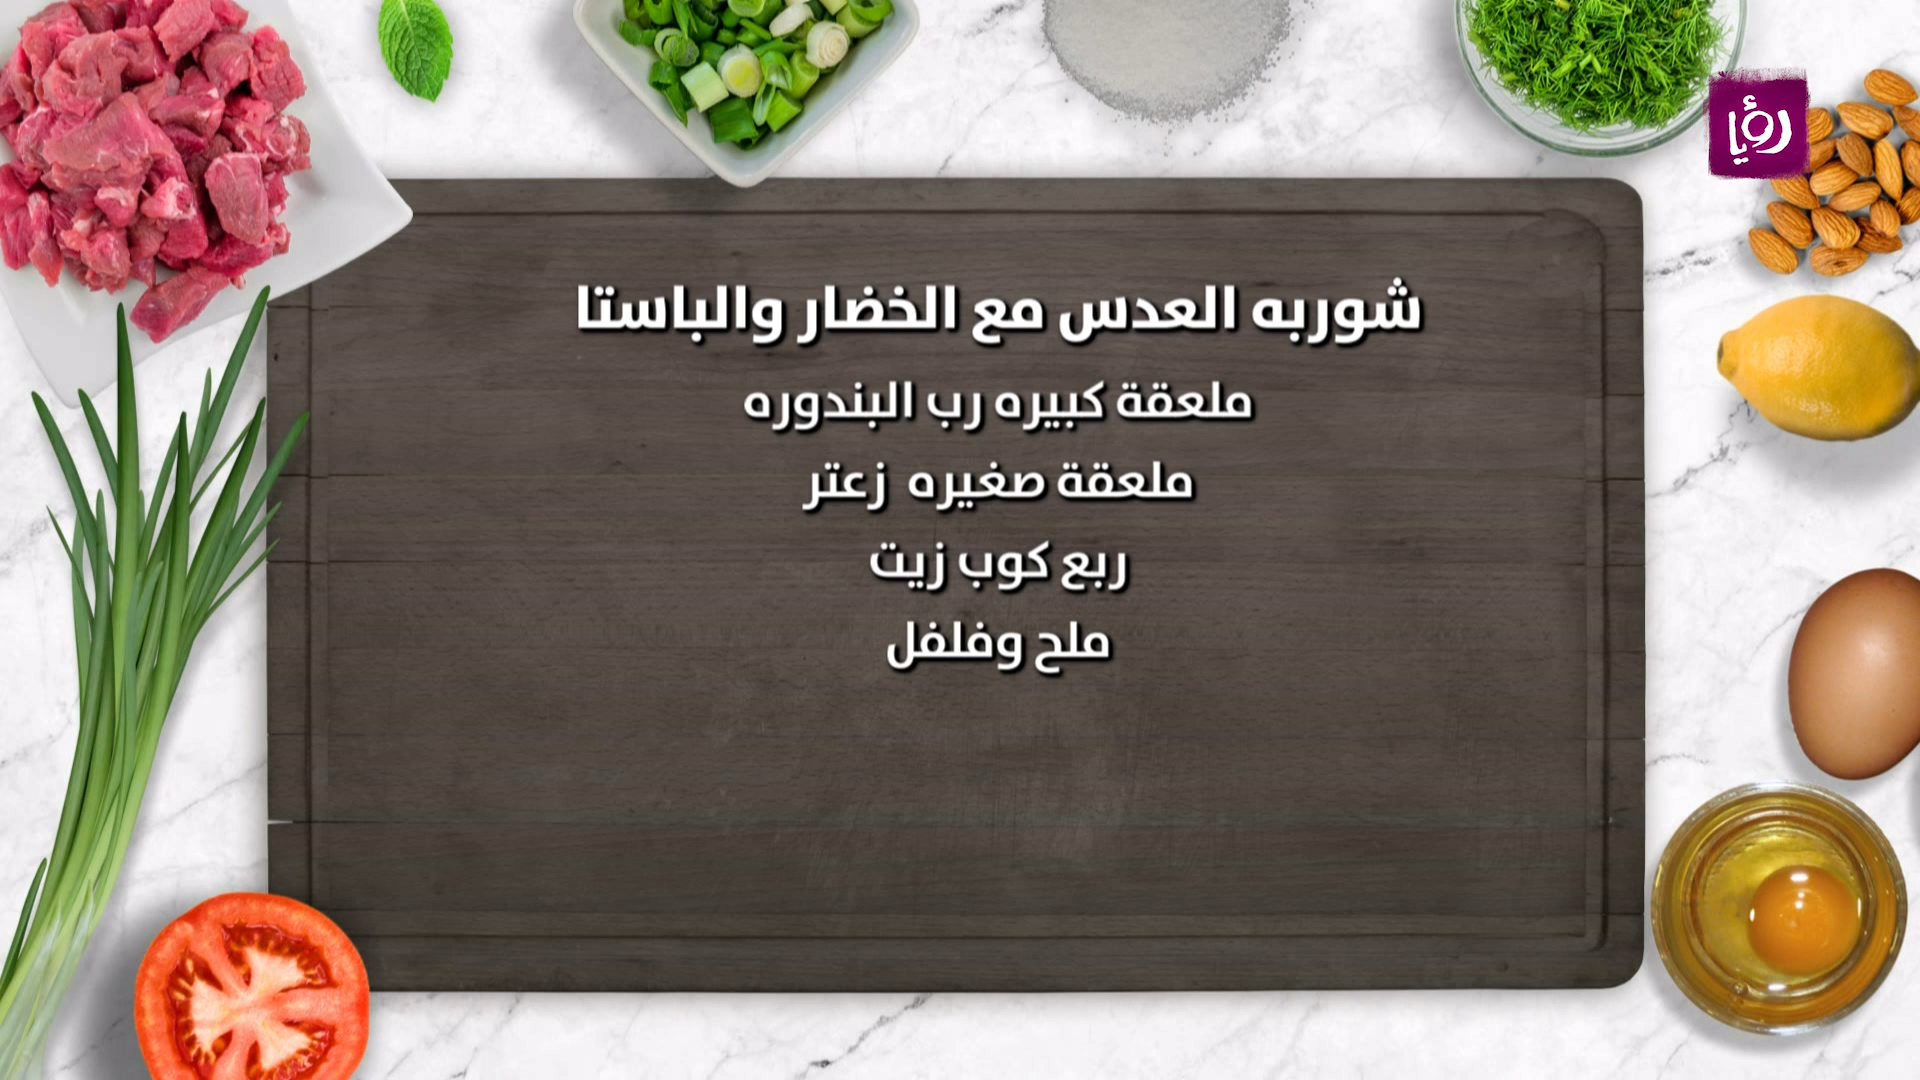 رؤيا
شوربه العدس مع الخضار والباستا
ملعقة كبيره رب البندوره
ملعقة صغيره زعتر
ربع كوب زيت
ملح وفلفل